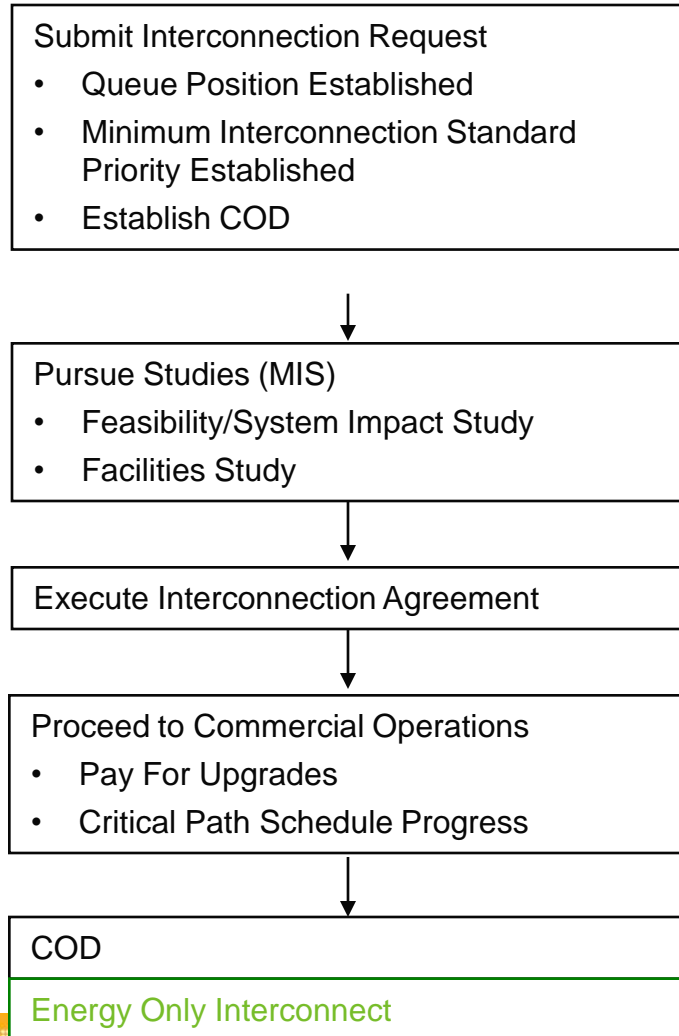 Submit Interconnection Request
• Queue Position Established
• Minimum Interconnection Standard
Priority Established
• Establish COD
Pursue Studies (MIS)
• Feasibility/System Impact Study
• Facilities Study
Execute Interconnection Agreement
Proceed to Commercial Operations
• Pay For Upgrades
• Critical Path Schedule Progress
COD
Energy Only Interconnect